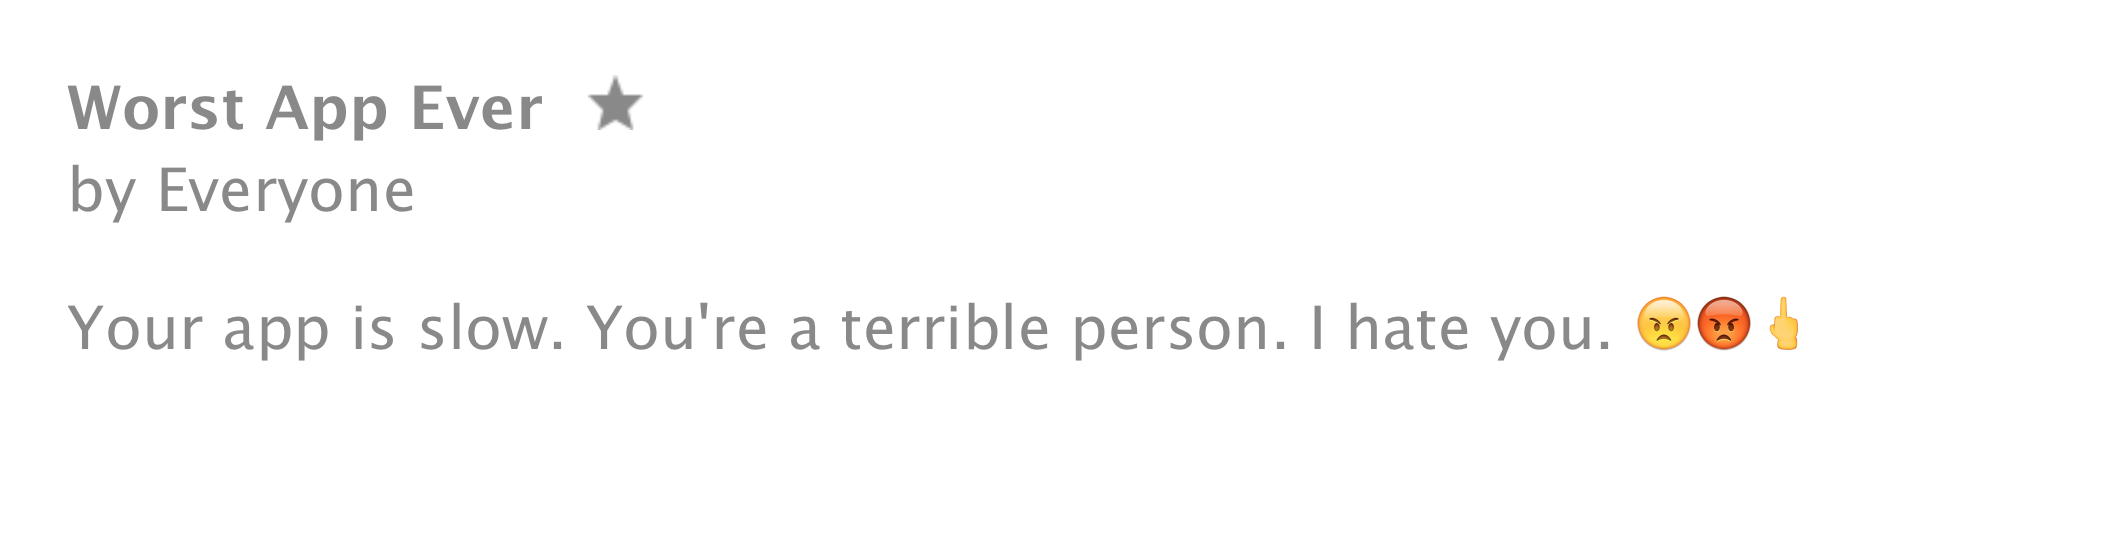 Worst App Ever ★
by Everyone
Your app is slow. You're a terrible person. I hate you. 😠😡🖕